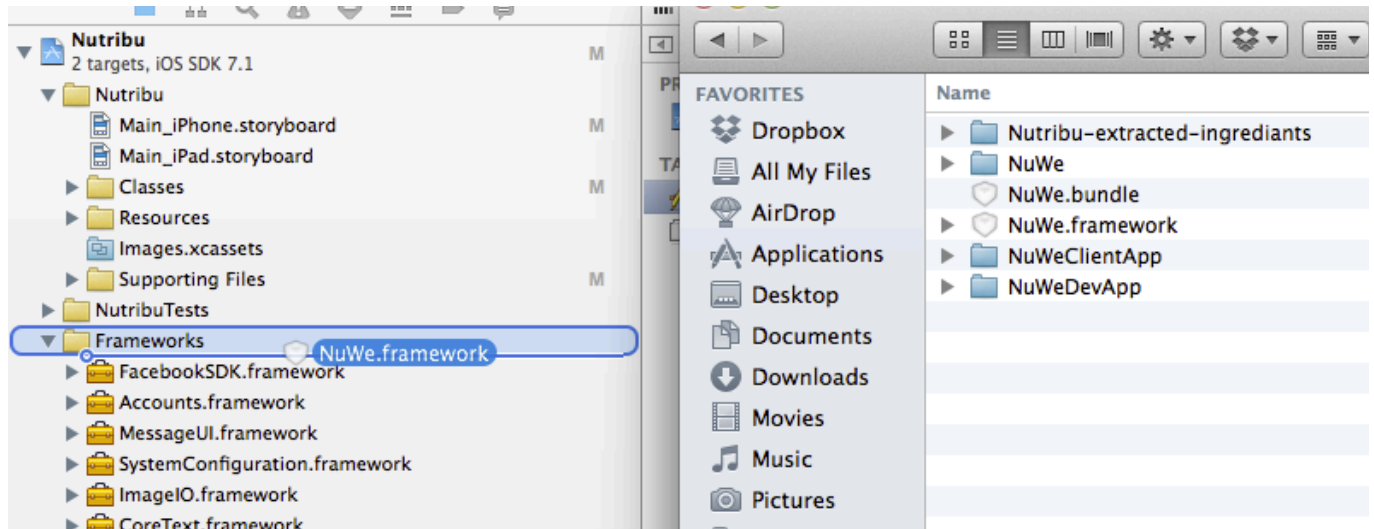 Nutribu
2 targets, iOS SDK 7.1
M
Nutribu
Main_iPhone.storyboard
M
Main_iPad.storyboard
Classes
M
Resources
Images.xcassets
Supporting Files
M
NutribuTests
Frameworks
NuWe.framework
FacebookSDK.framework
Accounts.framework
MessageUI.framework
SystemConfiguration.framework
ImageIO.framework
CoreText.framework
PR
TA
FAVORITES
Dropbox
All My Files
AirDrop
Applications
Desktop
Documents
Downloads
Movies
Music
Pictures
Name
Nutribu-extracted-ingrediants
NuWe
NuWe.bundle
NuWe.framework
NuWeClientApp
NuWeDevApp